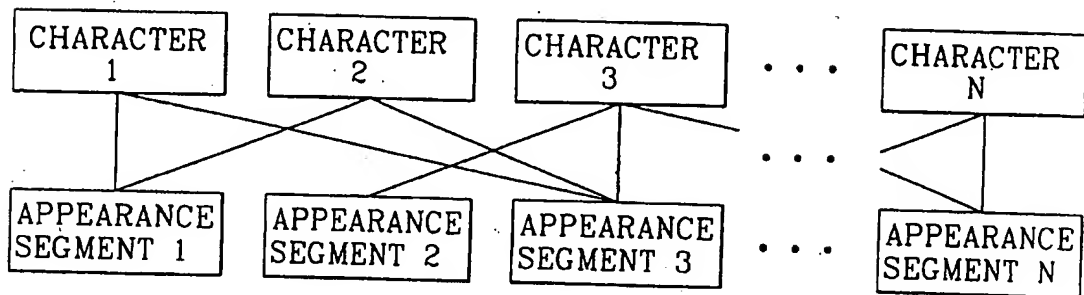 CHARACTER
1
CHARACTER
2
CHARACTER
3
. . .
CHARACTER
N
. . .
APPEARANCE
SEGMENT 1
APPEARANCE
SEGMENT 2
APPEARANCE
SEGMENT 3
. . .
APPEARANCE
SEGMENT N